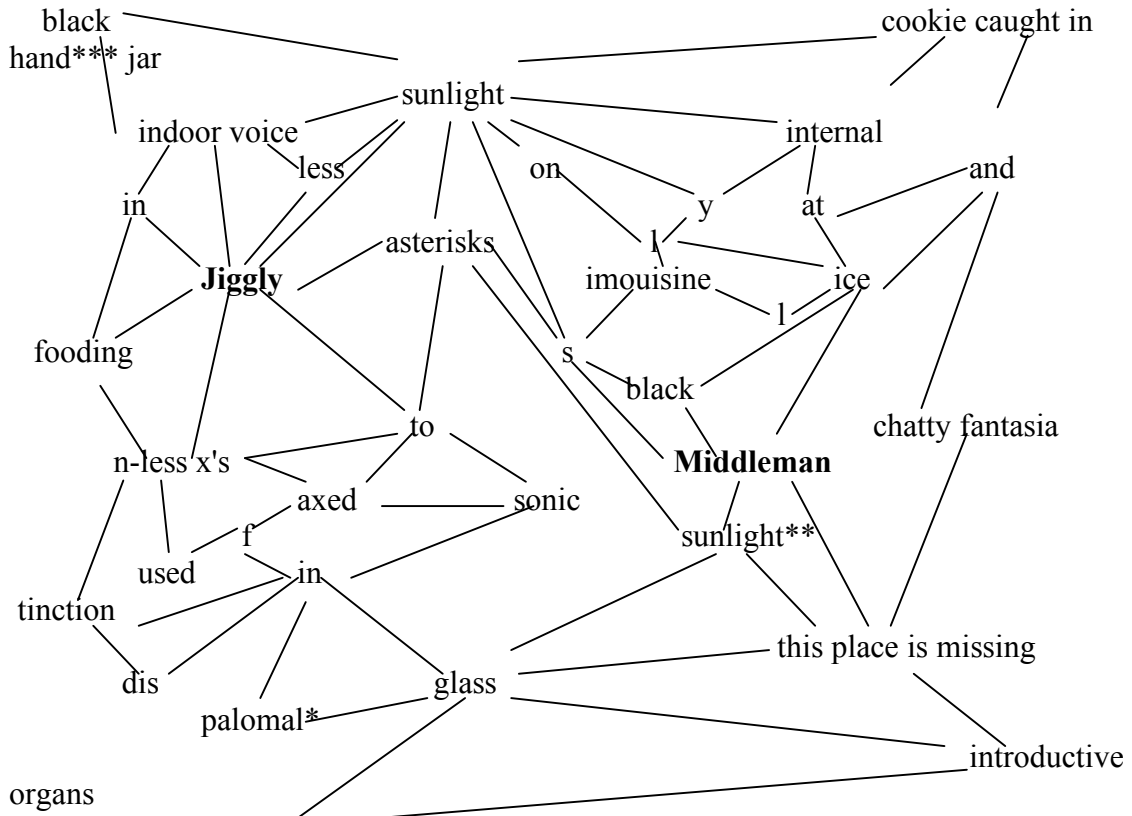 black
cookie caught in
hand*** jar
sunlight
indoor voice
internal
less
on
and
in
y
at
asterisks
l
Jiggly
imouisine
ice
l
fooding
s
black
to
chatty fantasia
n-less x's
Middleman
axed
sonic
f
sunlight**
used
in
tinction
this place is missing
dis
glass
palomal*
introductive
organs